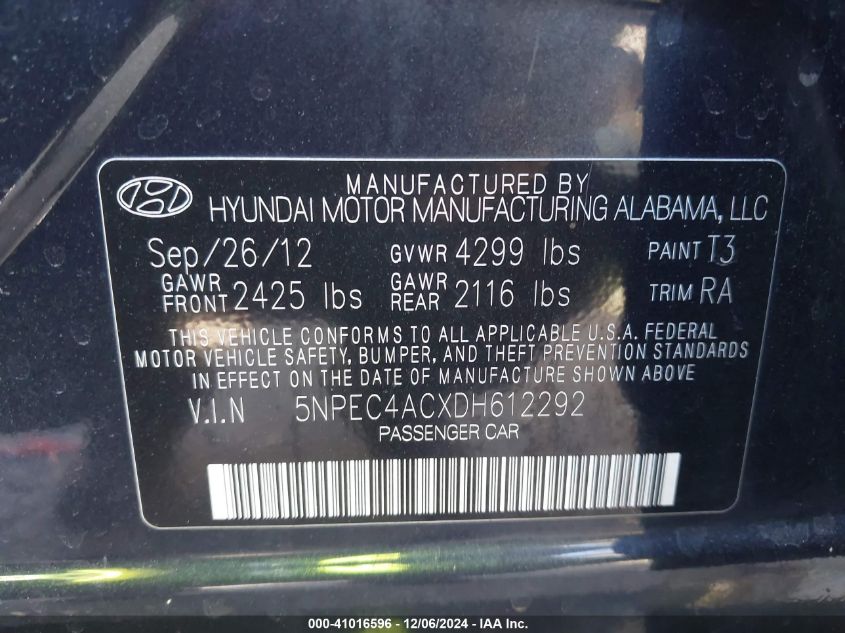 MANUFACTURED BY
HYUNDAI MOTOR MANUFACTURING ALABAMA, LLC
Sep/26/12 GVWR 4299 lbs PAINT T3
GAWR FRONT 2425 lbs GAWR REAR 2116 lbs TRIM RA
THIS VEHICLE CONFORMS TO ALL APPLICABLE U.S.A. FEDERAL
MOTOR VEHICLE SAFETY, BUMPER, AND THEFT PREVENTION STANDARDS
IN EFFECT ON THE DATE OF MANUFACTURE SHOWN ABOVE
V.I.N 5NPEC4ACXDH612292
PASSENGER CAR
000-41016596 - 12/06/2024 - IAA Inc.